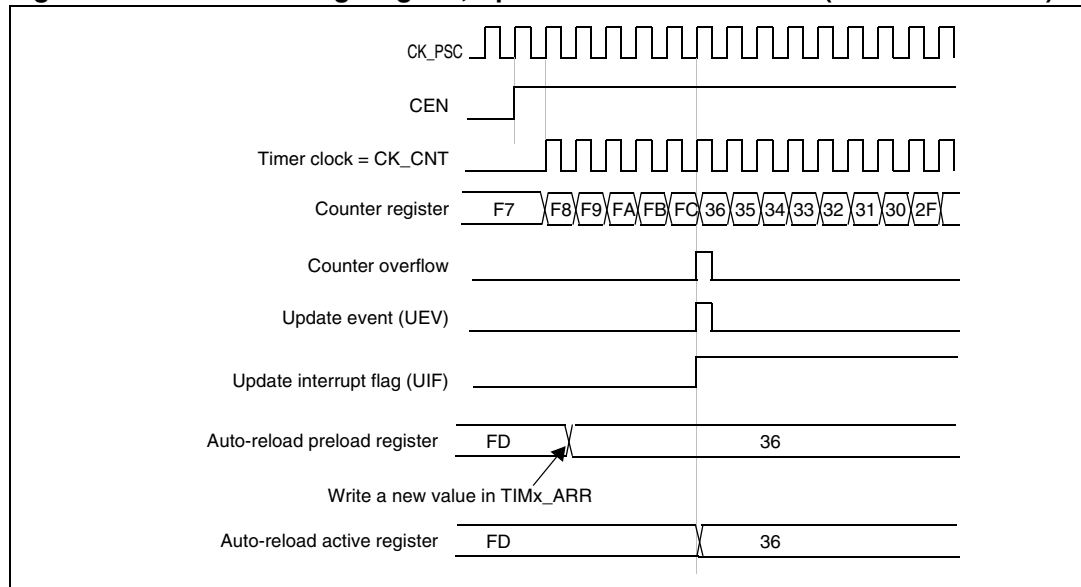 CK_PSC
CEN
Timer clock = CK_CNT
Counter register F7 F8 F9 FA FB FC 36 35 34 33 32 31 30 2F
Counter overflow
Update event (UEV)
Update interrupt flag (UIF)
Auto-reload preload register FD 36
Write a new value in TIMx_ARR
Auto-reload active register FD 36